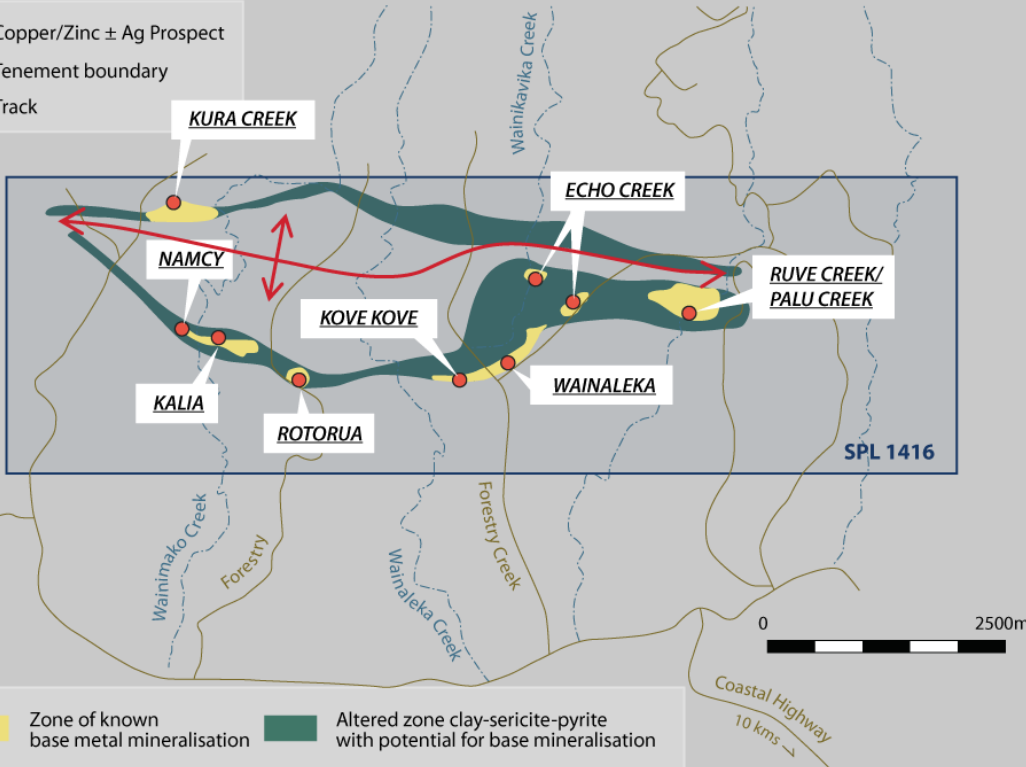 Copper/Zinc ± Ag Prospect
Tenement boundary
Track
KURA CREEK
Wainikavika Creek
ECHO CREEK
NAMCY
RUVE CREEK/
PALU CREEK
KOVE KOVE
WAINALEKA
KALIA
ROTORUA
SPL 1416
Wainimako Creek
Forestry
Wainaleka Creek
Forestry Creek
0 2500m
Coastal Highway
10 kms
Zone of known
base metal mineralisation
Altered zone clay-sericite-pyrite
with potential for base mineralisation